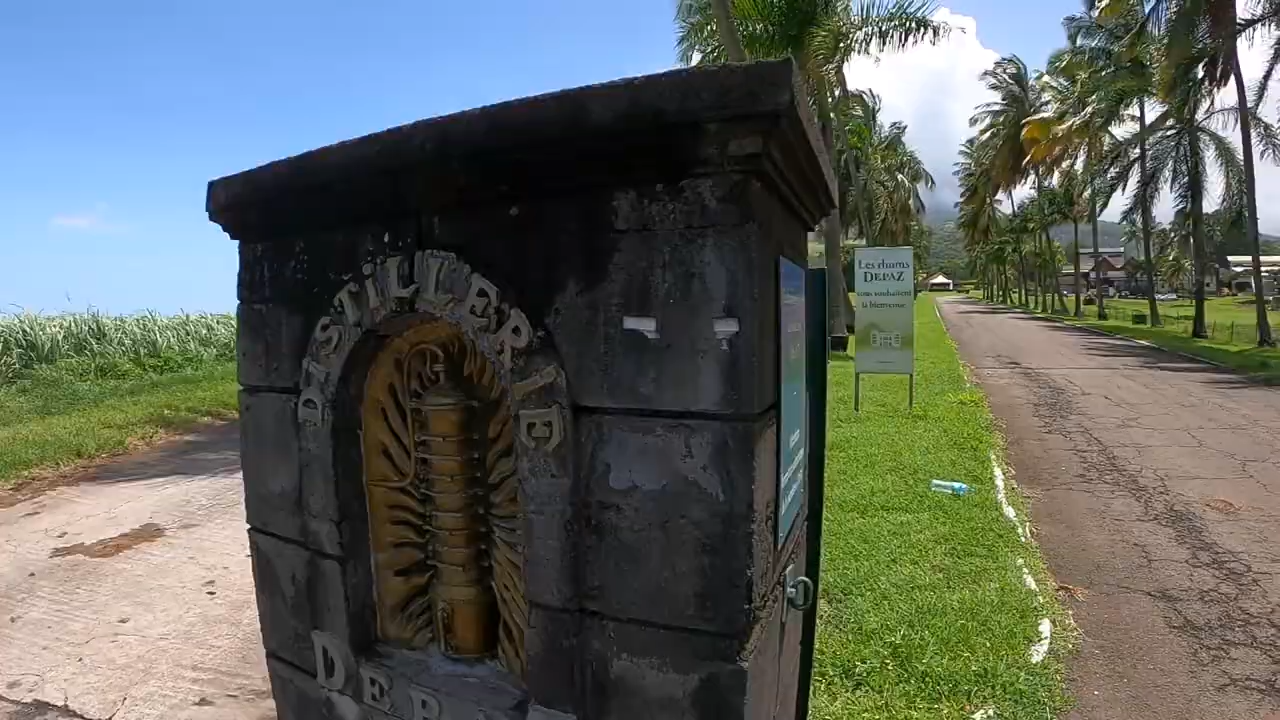 DiSTiLLERIE
DEP
Les rhums
DEPAZ
vous souhaitent
la bienvenue